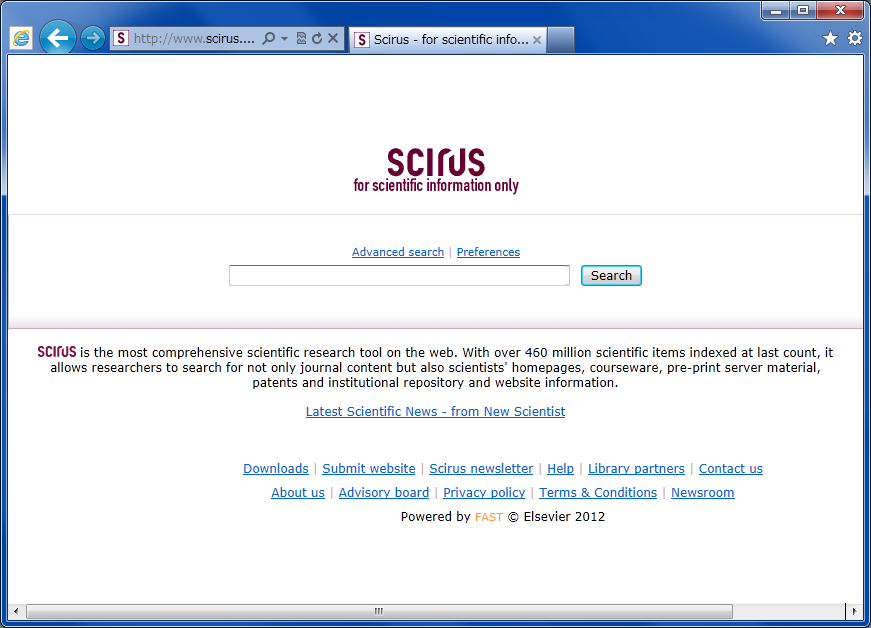 http://www.scirus....
Scirus - for scientific info...
SCIRUS
for scientific information only
Advanced search | Preferences
Search
SCIRUS is the most comprehensive scientific research tool on the web. With over 460 million scientific items indexed at last count, it
allows researchers to search for not only journal content but also scientists' homepages, courseware, pre-print server material,
patents and institutional repository and website information.
Latest Scientific News - from New Scientist
Downloads | Submit website | Scirus newsletter | Help | Library partners | Contact us
About us | Advisory board | Privacy policy | Terms & Conditions | Newsroom
Powered by FAST © Elsevier 2012